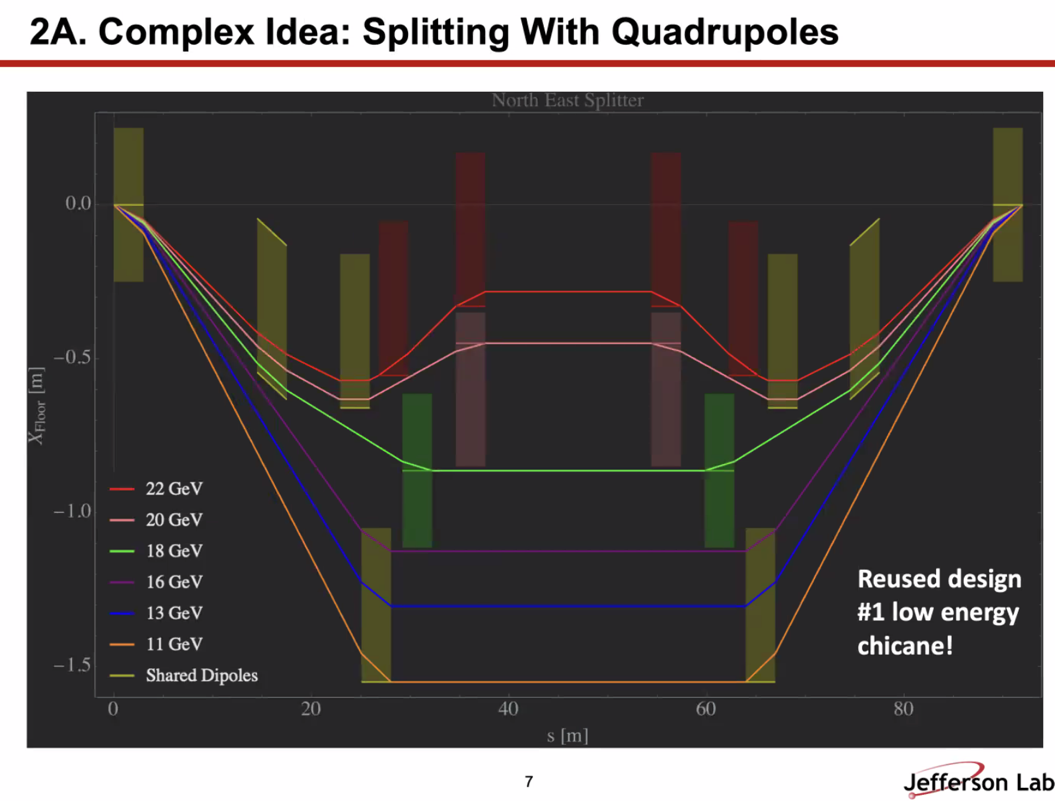 2A. Complex Idea: Splitting With Quadrupoles
North East Splitter
0.0
−0.5
−1.0
−1.5
X_Floor [m]
22 GeV
20 GeV
18 GeV
16 GeV
13 GeV
11 GeV
Shared Dipoles
Reused design
#1 low energy
chicane!
0 20 40 60 80
s [m]
7
Jefferson Lab